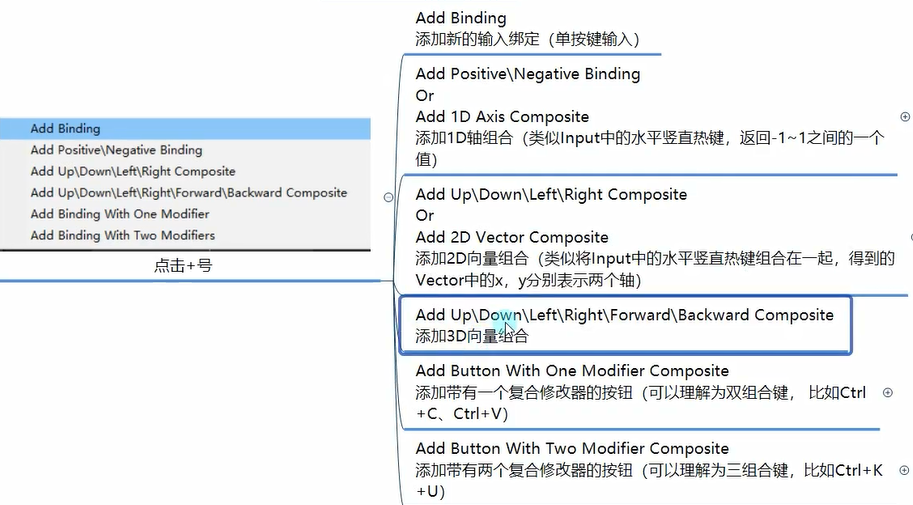 Add Binding
Add Positive\Negative Binding
Add Up\Down\Left\Right Composite
Add Up\Down\Left\Right\Forward\Backward Composite
Add Binding With One Modifier
Add Binding With Two Modifiers
点击+号
Add Binding
添加新的输入绑定（单按键输入）
Add Positive\Negative Binding
Or
Add 1D Axis Composite
添加1D轴组合（类似Input中的水平竖直热键，返回-1~1之间的一个
值）
Add Up\Down\Left\Right Composite
Or
Add 2D Vector Composite
添加2D向量组合（类似将Input中的水平竖直热键组合在一起，得到的
Vector中的x，y分别表示两个轴）
Add Up\Down\Left\Right\Forward\Backward Composite
添加3D向量组合
Add Button With One Modifier Composite
添加带有一个复合修改器的按钮（可以理解为双组合键， 比如Ctrl
+C、Ctrl+V）
Add Button With Two Modifier Composite
添加带有两个复合修改器的按钮（可以理解为三组合键，比如Ctrl+K
+U）